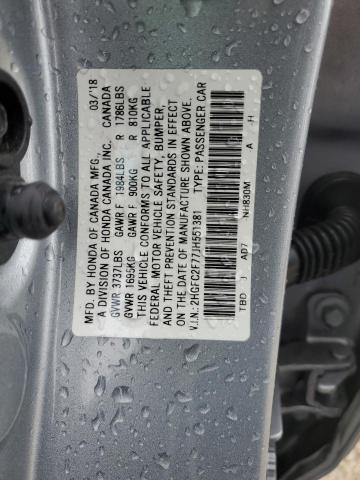 MFD. BY HONDA OF CANADA MFG. 03/'18
A DIVISION OF HONDA CANADA INC. CANADA
GVWR 3737LBS GAWR F 1984LBS R 1786LBS
GVWR 1695KG GAWR F 900KG R 810KG
THIS VEHICLE CONFORMS TO ALL APPLICABLE
FEDERAL MOTOR VEHICLE SAFETY, BUMPER,
AND THEFT PREVENTION STANDARDS IN EFFECT
ON THE DATE OF MANUFACTURE SHOWN ABOVE.
V.I.N.: 2HGFC2F77JH551381 TYPE: PASSENGER CAR
TBD J AD7 NH830M A JH